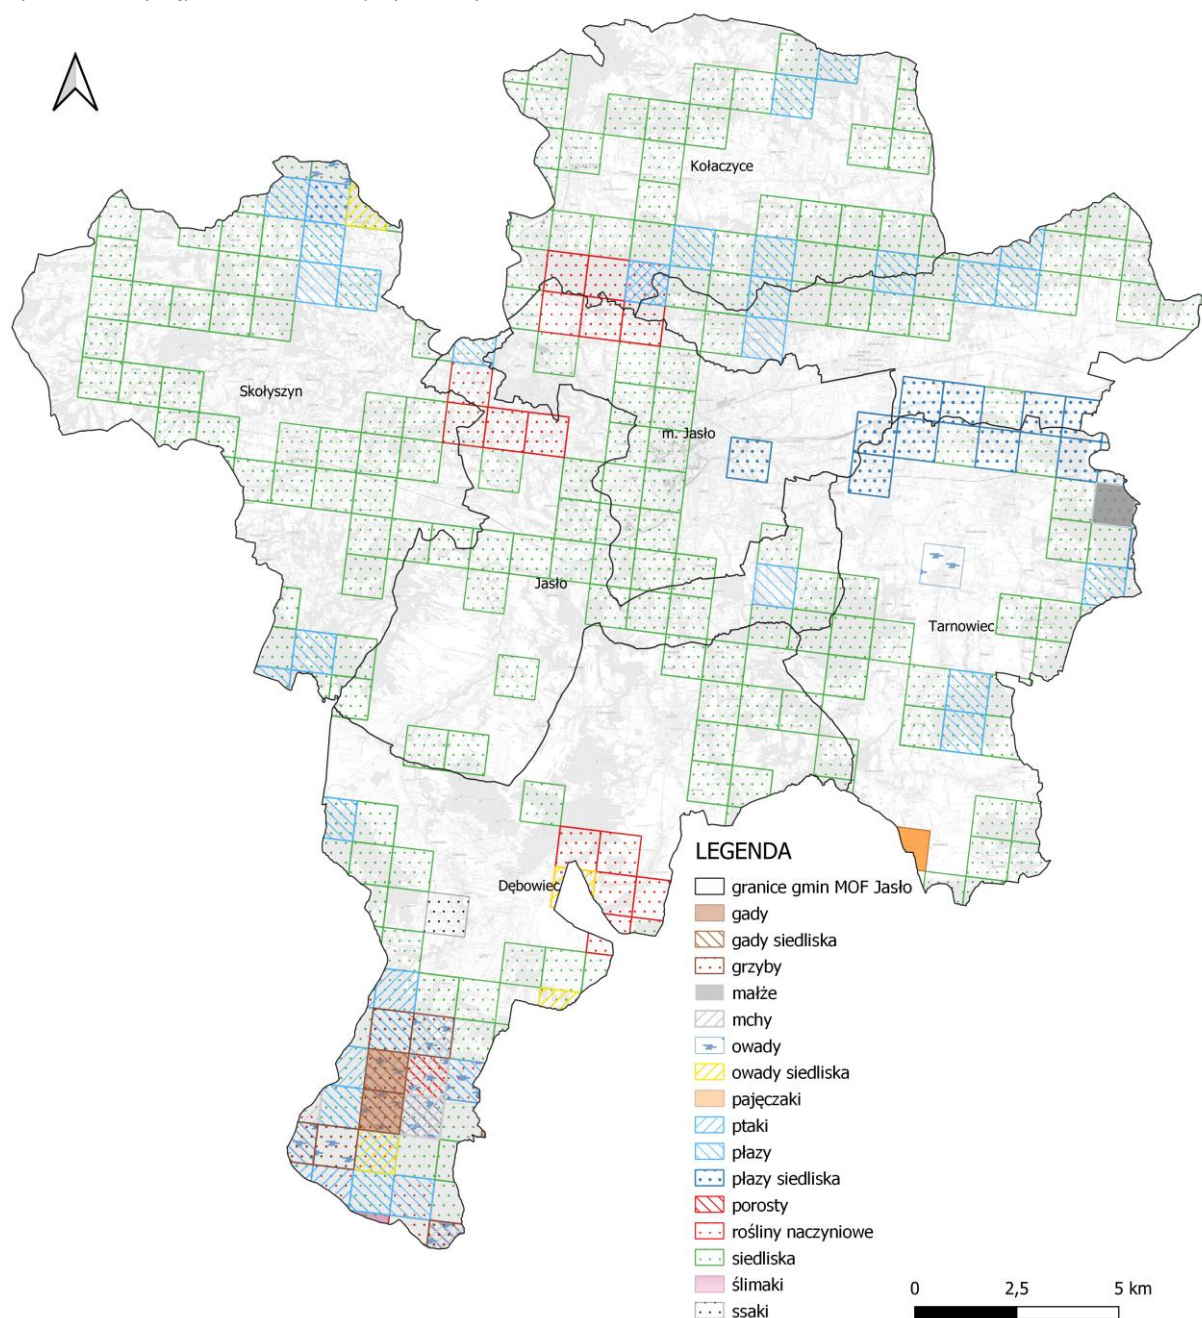 Kołaczyce
Skołyszyn
m. Jasło
Jasło
Tarnowiec
Dębowiec
LEGENDA
granice gmin MOF Jasło
gady
gady siedliska
grzyby
małże
mchy
owady
owady siedliska
pajęczaki
ptaki
płazy
płazy siedliska
porosty
rośliny naczyniowe
siedliska
ślimaki
ssaki
0 2,5 5 km